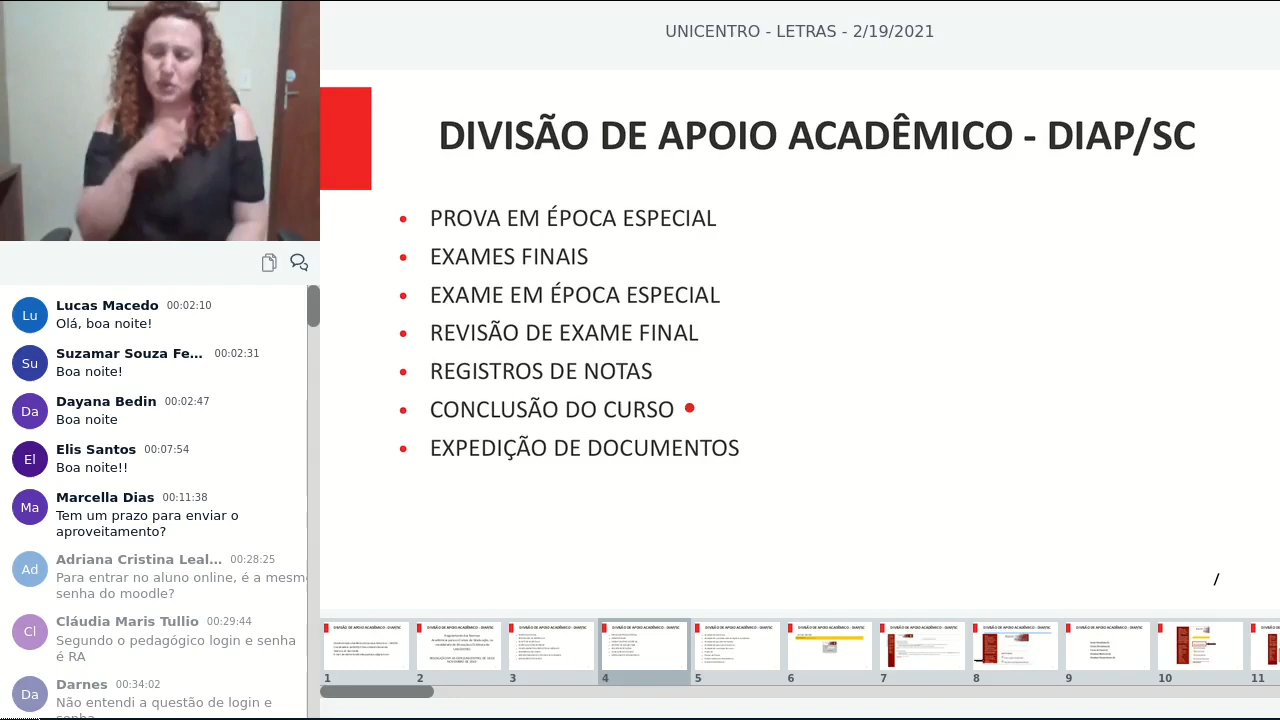 UNICENTRO - LETRAS - 2/19/2021
DIVISÃO DE APOIO ACADÊMICO - DIAP/SC
• PROVA EM ÉPOCA ESPECIAL
• EXAMES FINAIS
• EXAME EM ÉPOCA ESPECIAL
• REVISÃO DE EXAME FINAL
• REGISTROS DE NOTAS
• CONCLUSÃO DO CURSO
• EXPEDIÇÃO DE DOCUMENTOS
/
Lu
Lucas Macedo 00:02:10
Olá, boa noite!
Su
Suzamar Souza Fe... 00:02:31
Boa noite!
Da
Dayana Bedin 00:02:47
Boa noite
El
Elis Santos 00:07:54
Boa noite!!
Ma
Marcella Dias 00:11:38
Tem um prazo para enviar o
aproveitamento?
Ad
Adriana Cristina Leal... 00:28:25
Para entrar no aluno online, é a mesm
senha do moodle?
Cl
Cláudia Maris Tullio 00:29:44
Segundo o pedagógico login e senha
é RA
Da
Darnes 00:34:02
Não entendi a questão de login e
senha
1 2 3 4 5 6 7 8 9 10 11